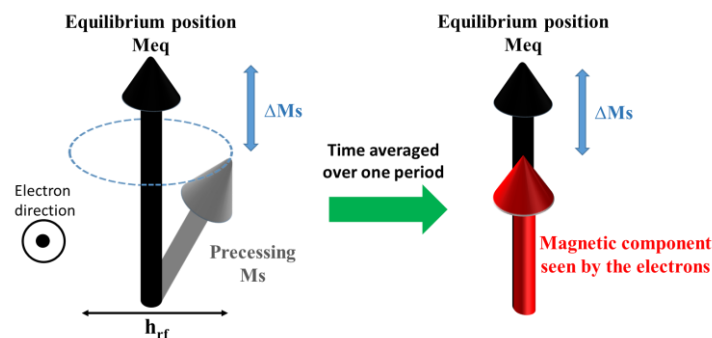 Equilibrium position
Meq
ΔMs
Electron
direction
Precessing
Ms
hrf
Time averaged
over one period
Equilibrium position
Meq
ΔMs
Magnetic component
seen by the electrons